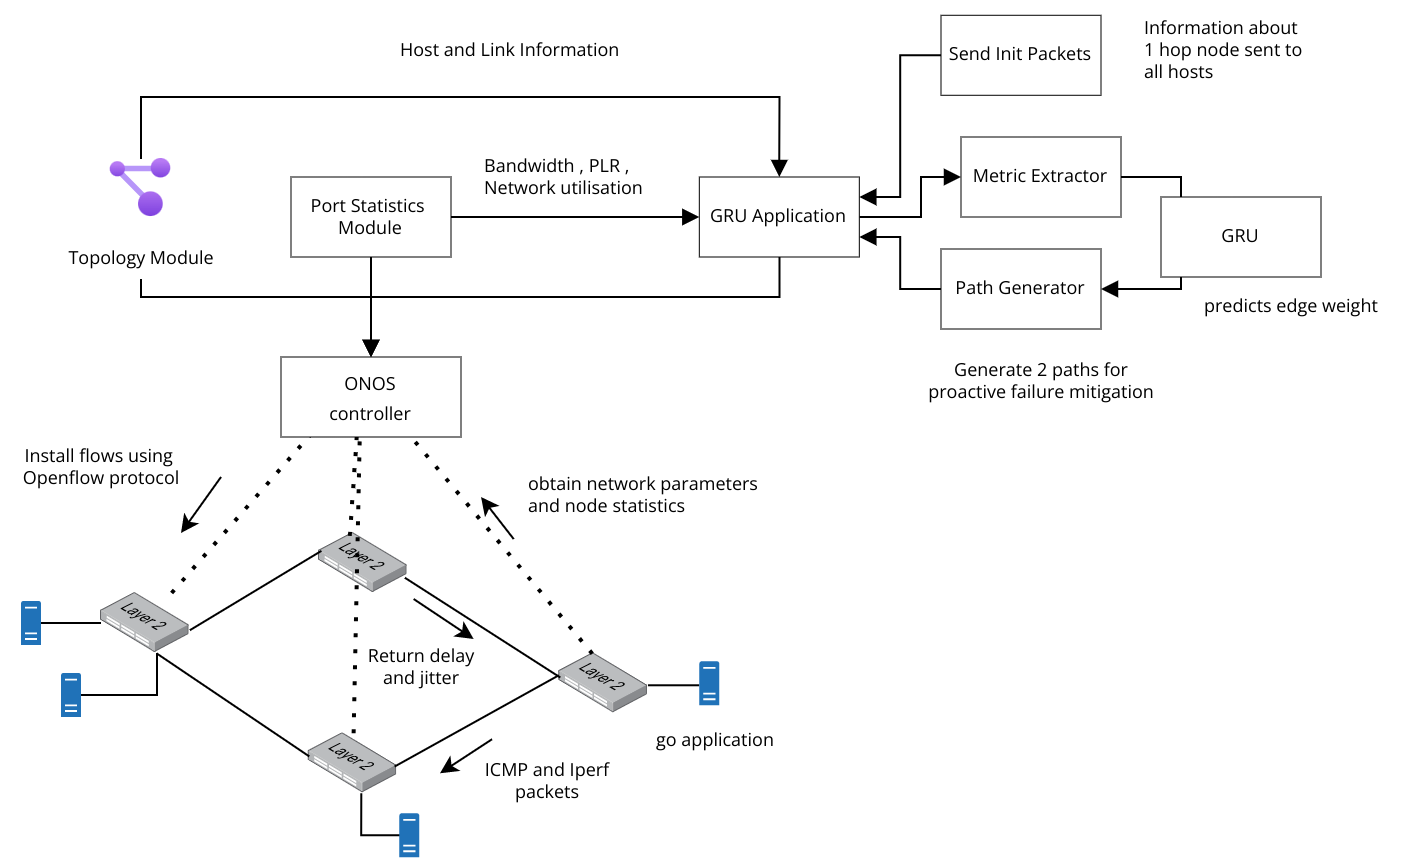 Host and Link Information
Send Init Packets
Information about
1 hop node sent to
all hosts
Bandwidth , PLR ,
Network utilisation
Metric Extractor
Port Statistics
Module
GRU Application
GRU
Topology Module
Path Generator
predicts edge weight
Generate 2 paths for
proactive failure mitigation
ONOS
controller
Install flows using
Openflow protocol
obtain network parameters
and node statistics
Layer 2
Layer 2
Return delay
and jitter
Layer 2
go application
Layer 2
ICMP and Iperf
packets